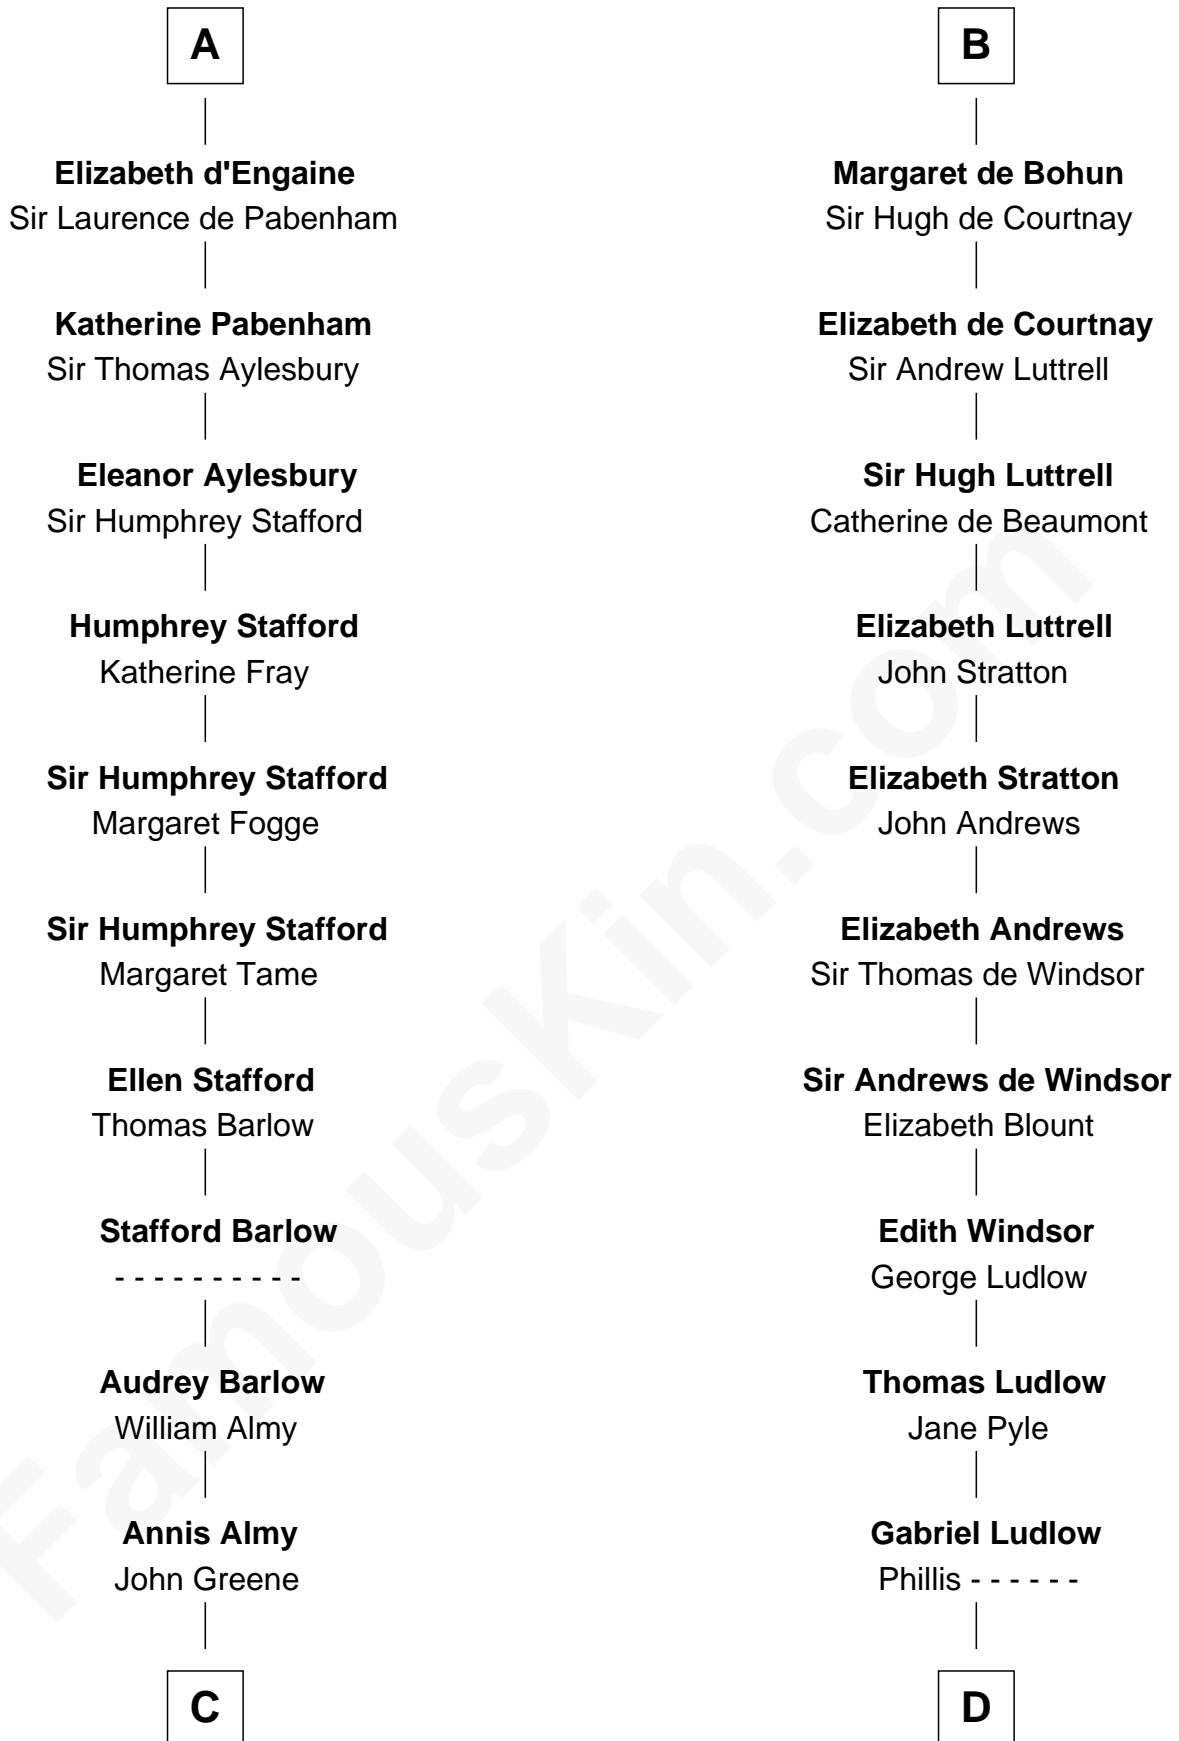 A
Elizabeth d'Engaine
Sir Laurence de Pabenham
Katherine Pabenham
Sir Thomas Aylesbury
Eleanor Aylesbury
Sir Humphrey Stafford
Humphrey Stafford
Katherine Fray
Sir Humphrey Stafford
Margaret Fogge
Sir Humphrey Stafford
Margaret Tame
Ellen Stafford
Thomas Barlow
Stafford Barlow
- - - - - - - - - -
Audrey Barlow
William Almy
Annis Almy
John Greene
C
B
Margaret de Bohun
Sir Hugh de Courtnay
Elizabeth de Courtnay
Sir Andrew Luttrell
Sir Hugh Luttrell
Catherine de Beaumont
Elizabeth Luttrell
John Stratton
Elizabeth Stratton
John Andrews
Elizabeth Andrews
Sir Thomas de Windsor
Sir Andrews de Windsor
Elizabeth Blount
Edith Windsor
George Ludlow
Thomas Ludlow
Jane Pyle
Gabriel Ludlow
Phillis - - - - - -
D
FamousKin.com